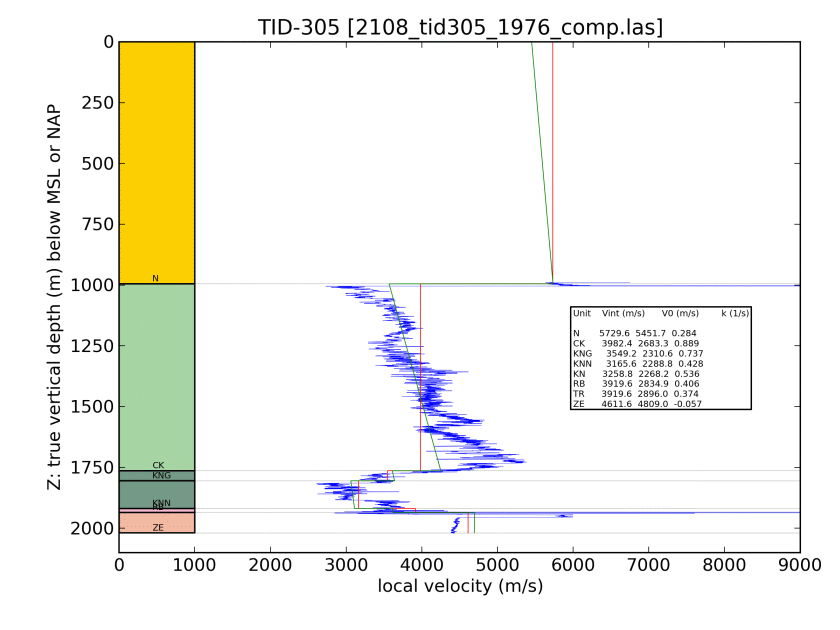 TID-305 [2108_tid305_1976_comp.las]
Z: true vertical depth (m) below MSL or NAP
0
250
500
750
1000
1250
1500
1750
2000
N
CK
KNG
KNN
RB
ZE
Unit Vint (m/s) V0 (m/s) k (1/s)
N 5729.6 5451.7 0.284
CK 3982.4 2683.3 0.889
KNG 3549.2 2310.6 0.737
KNN 3165.6 2288.8 0.428
KN 3258.8 2268.2 0.536
RB 3919.6 2834.9 0.406
TR 3919.6 2896.0 0.374
ZE 4611.6 4809.0 -0.057
0 1000 2000 3000 4000 5000 6000 7000 8000 9000
local velocity (m/s)